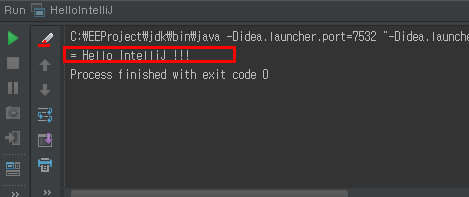 Run HelloIntelliJ
C:₩EEProject₩jdk₩bin₩java -Didea.launcher.port=7532 "-Didea.launche
= Hello IntelliJ !!!
Process finished with exit code 0